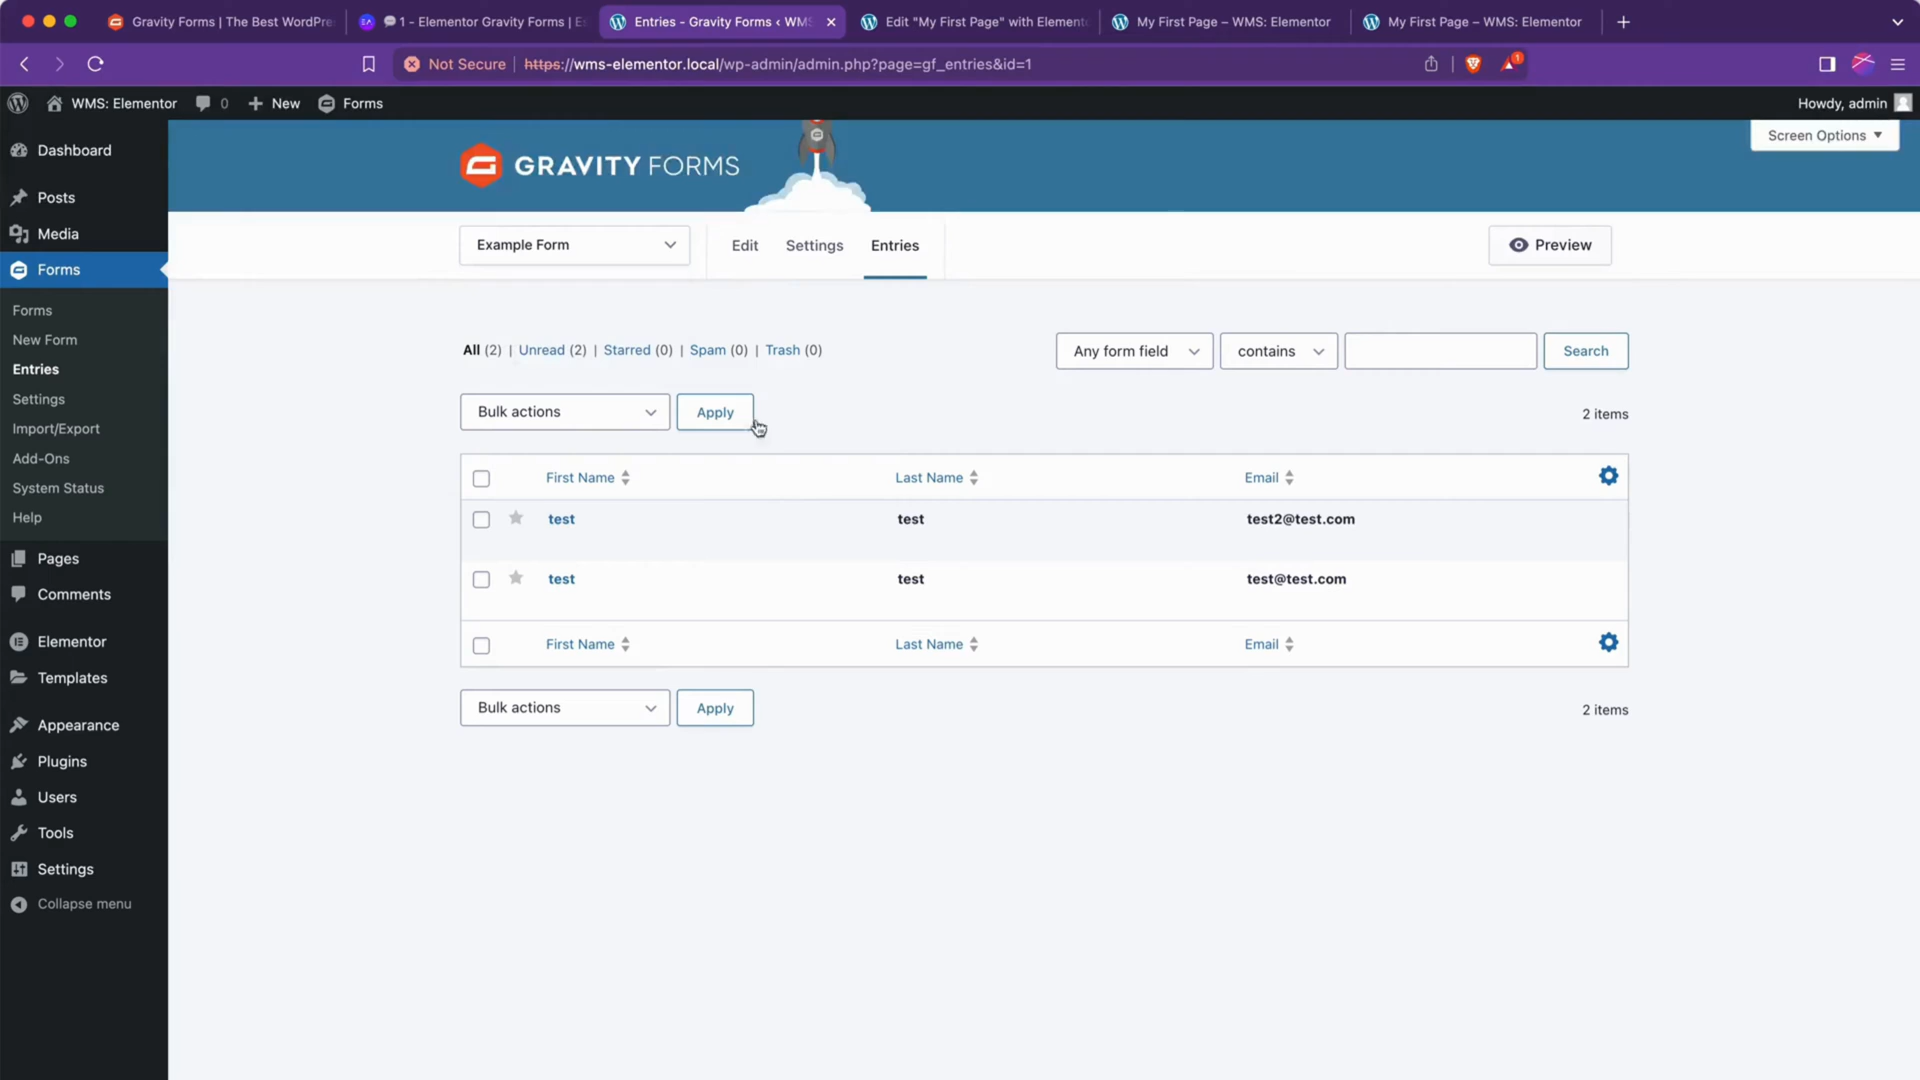 Gravity Forms | The Best WordPre
1 - Elementor Gravity Forms | E
Entries - Gravity Forms ‹ WMS
Edit "My First Page" with Elemento
My First Page – WMS: Elementor
My First Page – WMS: Elementor
Not Secure
https://wms-elementor.local/wp-admin/admin.php?page=gf_entries&id=1
1
WMS: Elementor
0
New
Forms
Howdy, admin
Screen Options
GRAVITY FORMS
Dashboard
Posts
Media
Forms
Forms
New Form
Entries
Settings
Import/Export
Add-Ons
System Status
Help
Pages
Comments
Elementor
Templates
Appearance
Plugins
Users
Tools
Settings
Collapse menu
Example Form
Edit
Settings
Entries
Preview
All (2) | Unread (2) | Starred (0) | Spam (0) | Trash (0)
Any form field
contains
Search
Bulk actions
Apply
2 items
First Name Last Name Email
test test test2@test.com
test test test@test.com
First Name Last Name Email
Bulk actions
Apply
2 items